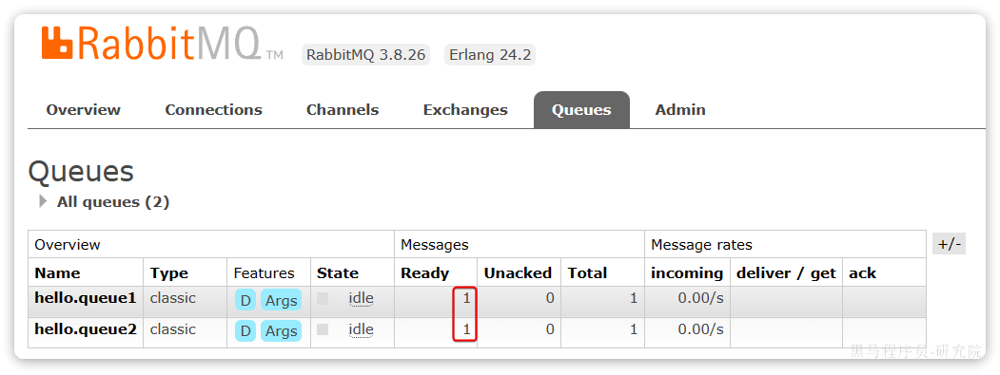 RabbitMQ TM RabbitMQ 3.8.26 Erlang 24.2
Overview Connections Channels Exchanges Queues Admin
Queues
All queues (2)
Overview Messages Message rates +/-
Name Type Features State Ready Unacked Total incoming deliver / get ack
hello.queue1 classic D Args idle 1 0 1 0.00/s
hello.queue2 classic D Args idle 1 0 1 0.00/s
黑马程序员-研究院